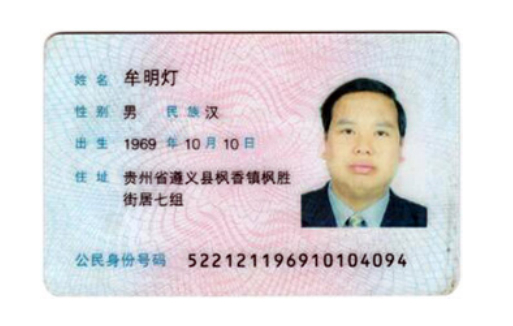 姓名 牟明灯
性别 男 民族 汉
出生 1969 年 10 月 10 日
住址 贵州省遵义县枫香镇枫胜
街居七组
公民身份号码 522121196910104094